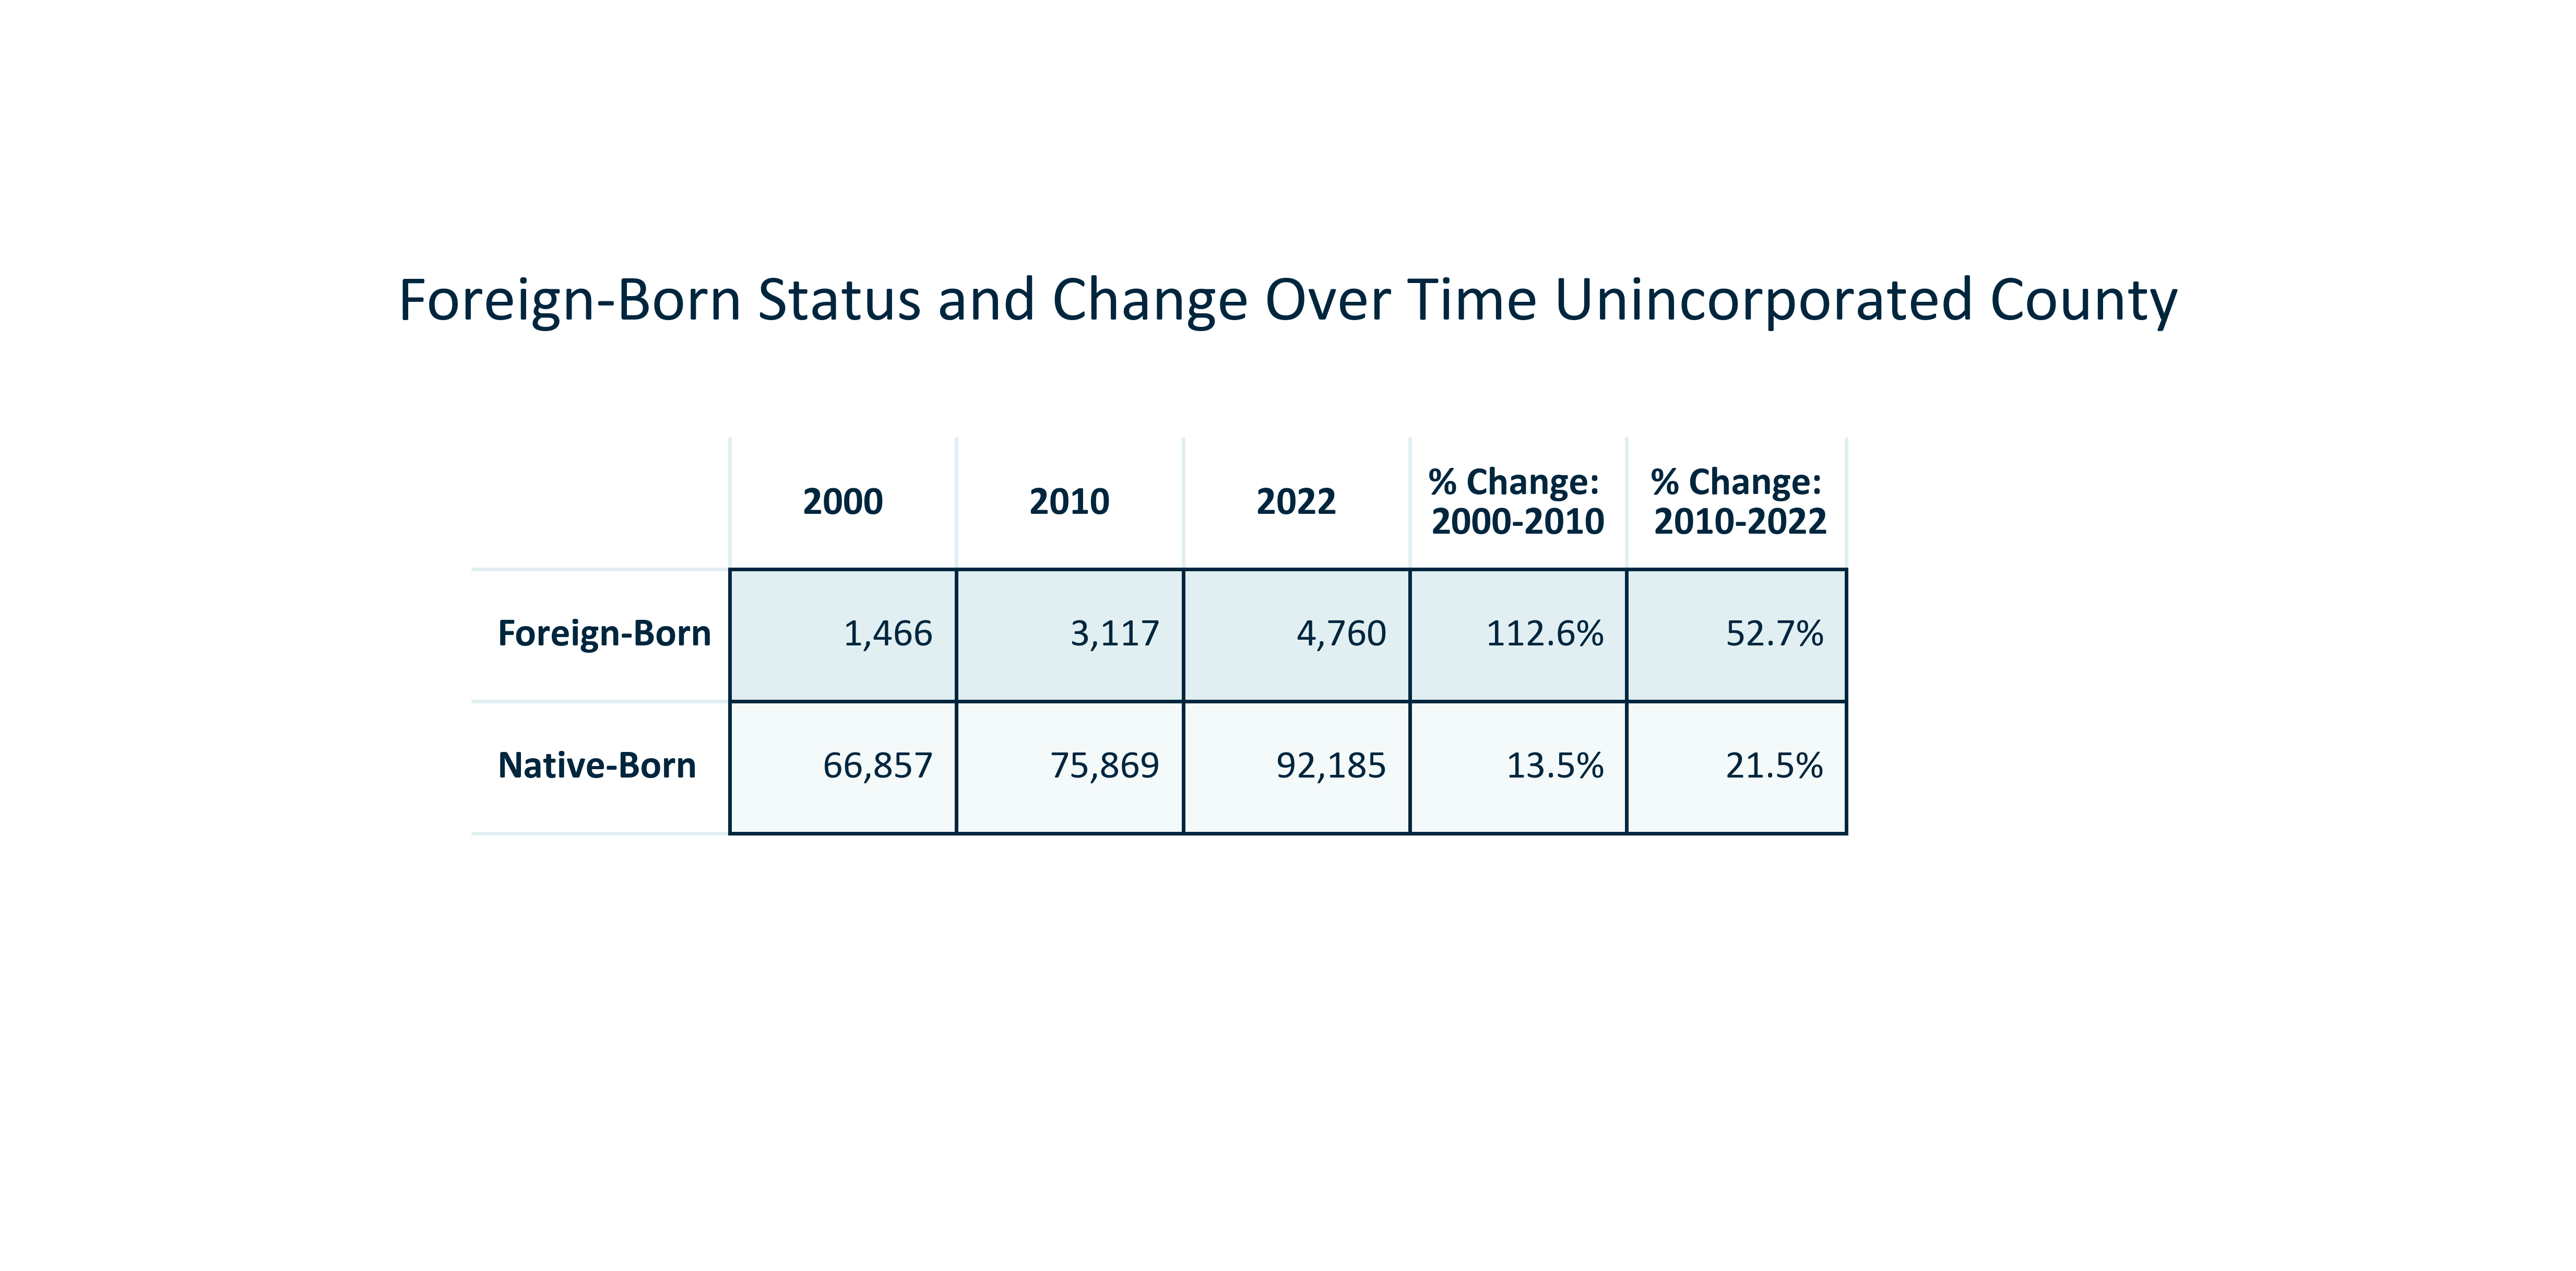 Foreign-Born Status and Change Over Time Unincorporated County
2000 2010 2022 % Change: 2000-2010 % Change: 2010-2022
Foreign-Born 1,466 3,117 4,760 112.6% 52.7%
Native-Born 66,857 75,869 92,185 13.5% 21.5%